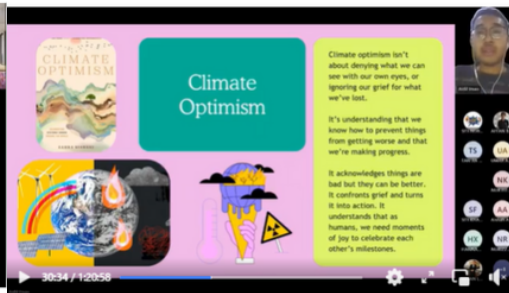 CLIMATE
OPTIMISM
Climate
Optimism
Climate optimism isn't
about denying what we can
see with our own eyes, or
ignoring our grief for what
we've lost.
It's understanding that we
know how to prevent things
from getting worse and that
we're making progress.
It acknowledges things are
bad but they can be better.
It confronts grief and turns
it into action. It
understands that as
humans, we need moments
of joy to celebrate each
other's milestones.
TS UA
NK
SF AA
HX NR
30:34 / 1:20:58